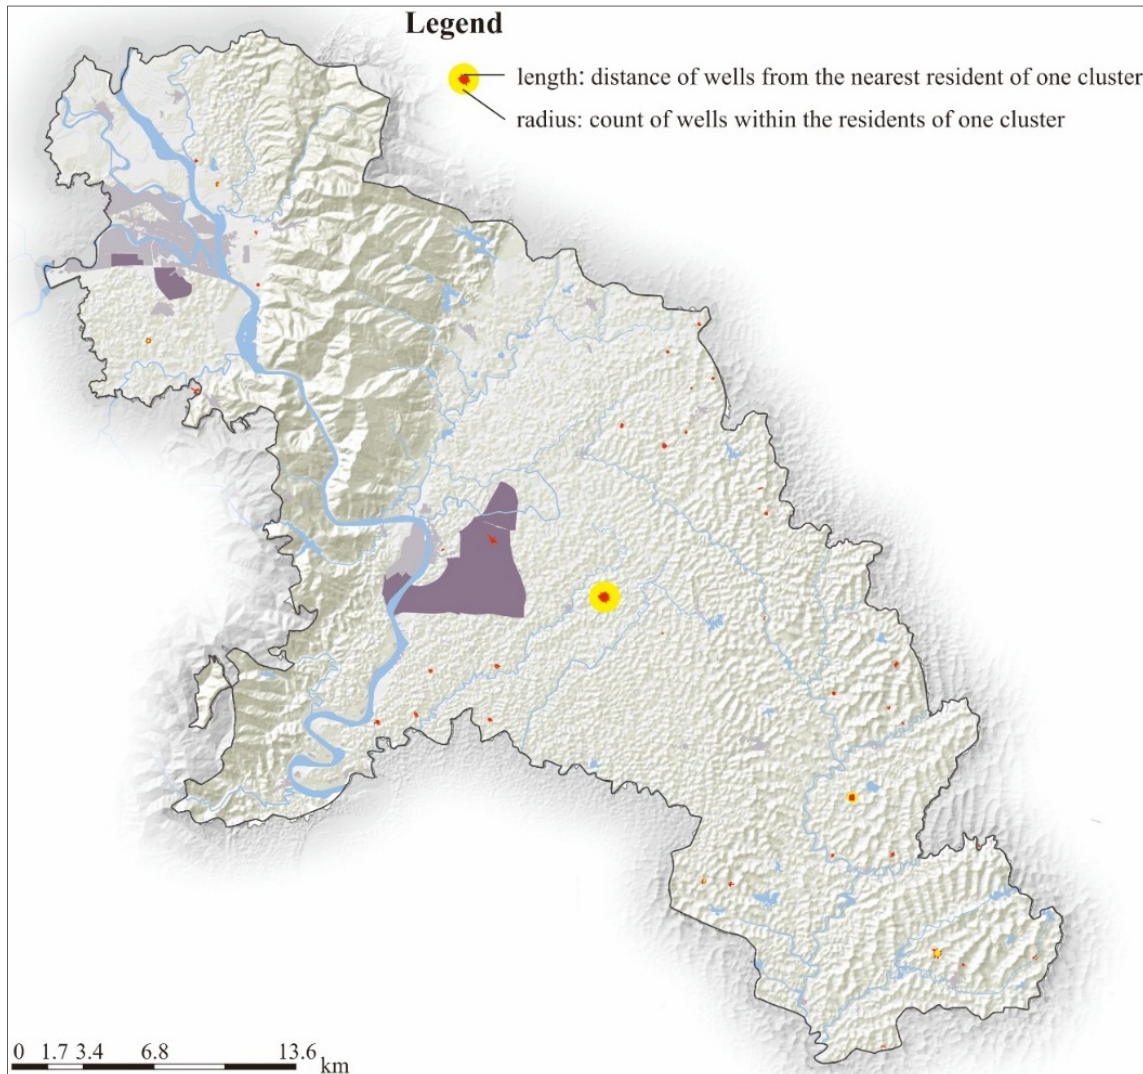 Legend
length: distance of wells from the nearest resident of one cluster
radius: count of wells within the residents of one cluster
0 1.7 3.4 6.8 13.6
km